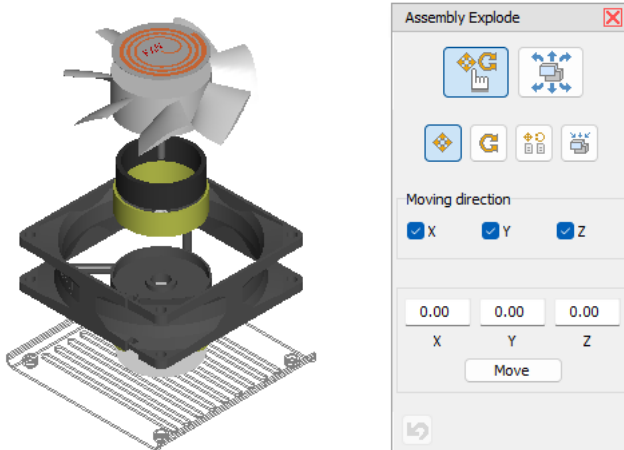 Assembly Explode
Moving direction
X Y Z
0.00 0.00 0.00
X Y Z
Move